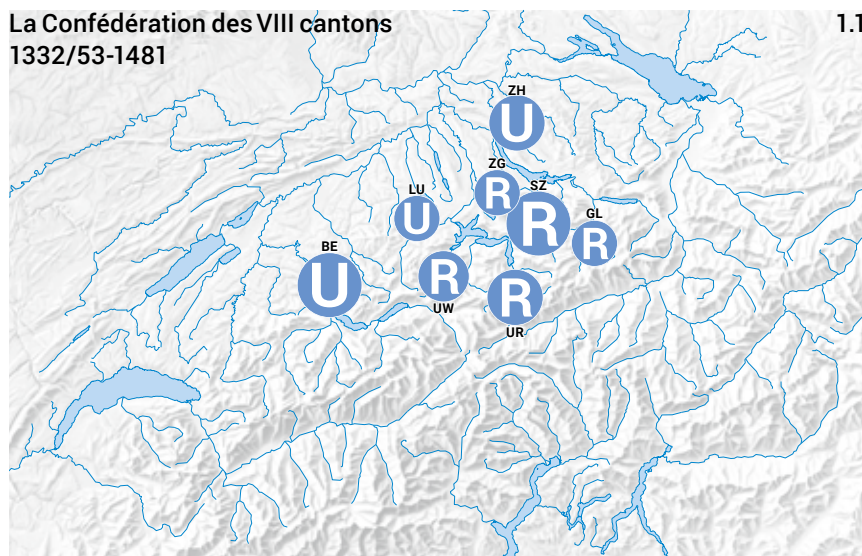 La Confédération des VIII cantons
1332/53-1481
1.1
ZH
U
ZG
R
SZ
R
LU
U
GL
R
BE
U
R
UW
R
UR